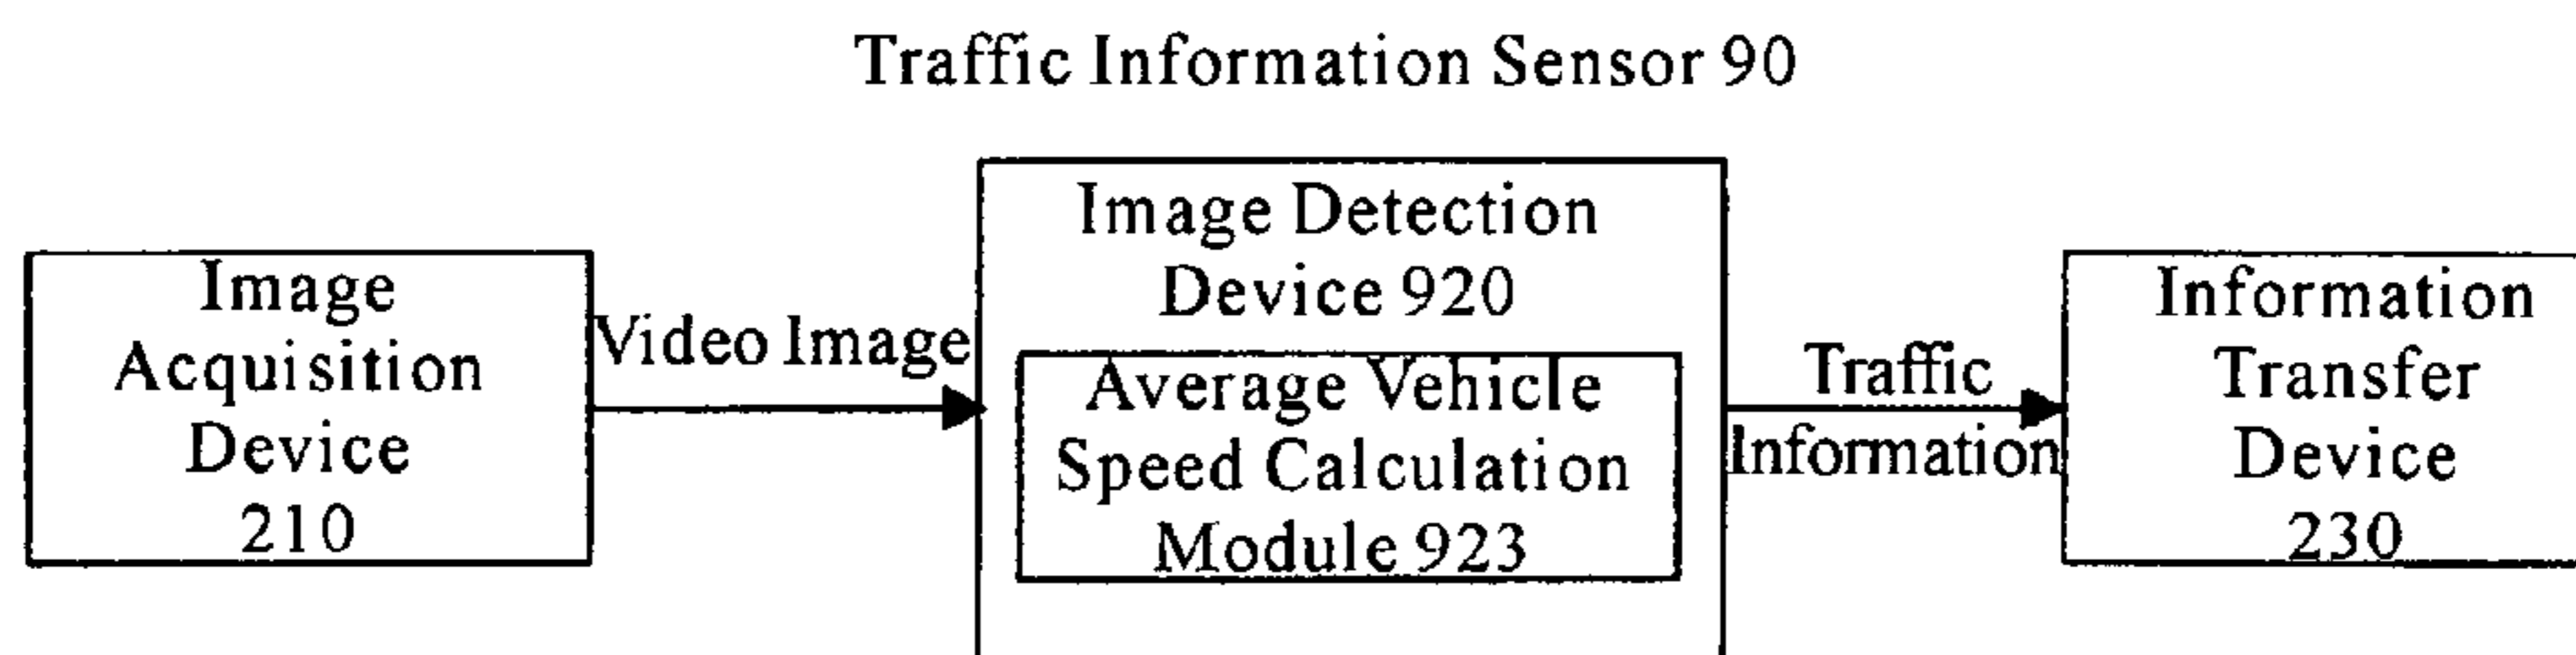 Traffic Information Sensor 90
Image
Acquisition
Device
210
Video Image
Image Detection
Device 920
Average Vehicle
Speed Calculation
Module 923
Traffic
Information
Information
Transfer
Device
230